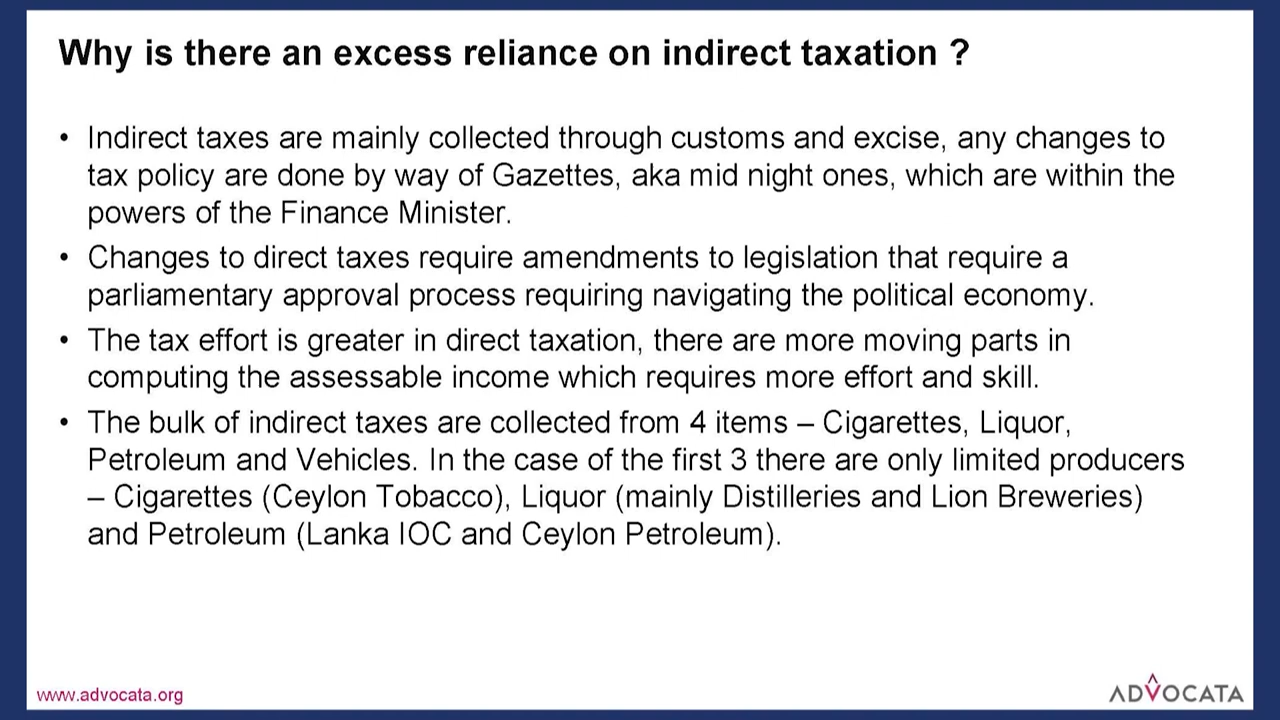 Why is there an excess reliance on indirect taxation ?
• Indirect taxes are mainly collected through customs and excise, any changes to
tax policy are done by way of Gazettes, aka mid night ones, which are within the
powers of the Finance Minister.
• Changes to direct taxes require amendments to legislation that require a
parliamentary approval process requiring navigating the political economy.
• The tax effort is greater in direct taxation, there are more moving parts in
computing the assessable income which requires more effort and skill.
• The bulk of indirect taxes are collected from 4 items – Cigarettes, Liquor,
Petroleum and Vehicles. In the case of the first 3 there are only limited producers
– Cigarettes (Ceylon Tobacco), Liquor (mainly Distilleries and Lion Breweries)
and Petroleum (Lanka IOC and Ceylon Petroleum).
www.advocata.org
ADVOCATA